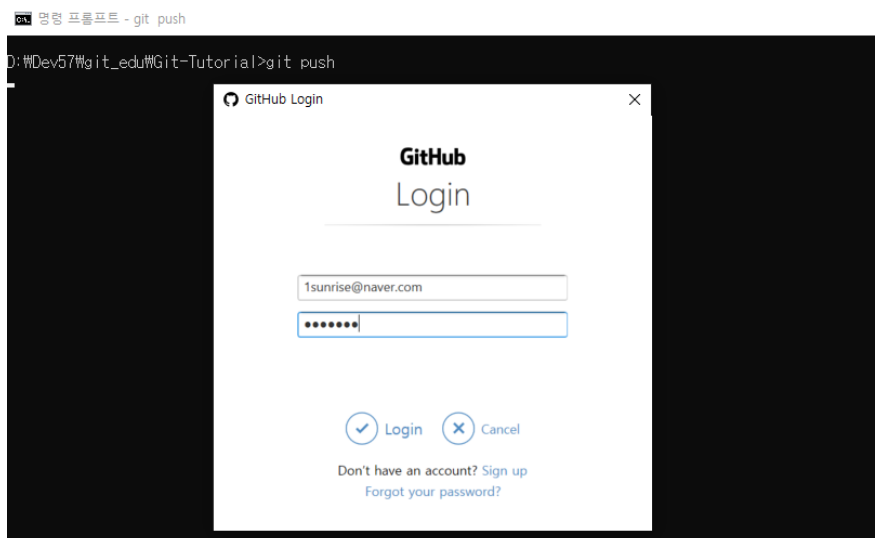 명령 프롬프트 - git push
D:₩Dev57₩git_edu₩Git-Tutorial>git push
GitHub Login
GitHub
Login
1sunrise@naver.com
●●●●●●●
Login
Cancel
Don't have an account? Sign up
Forgot your password?